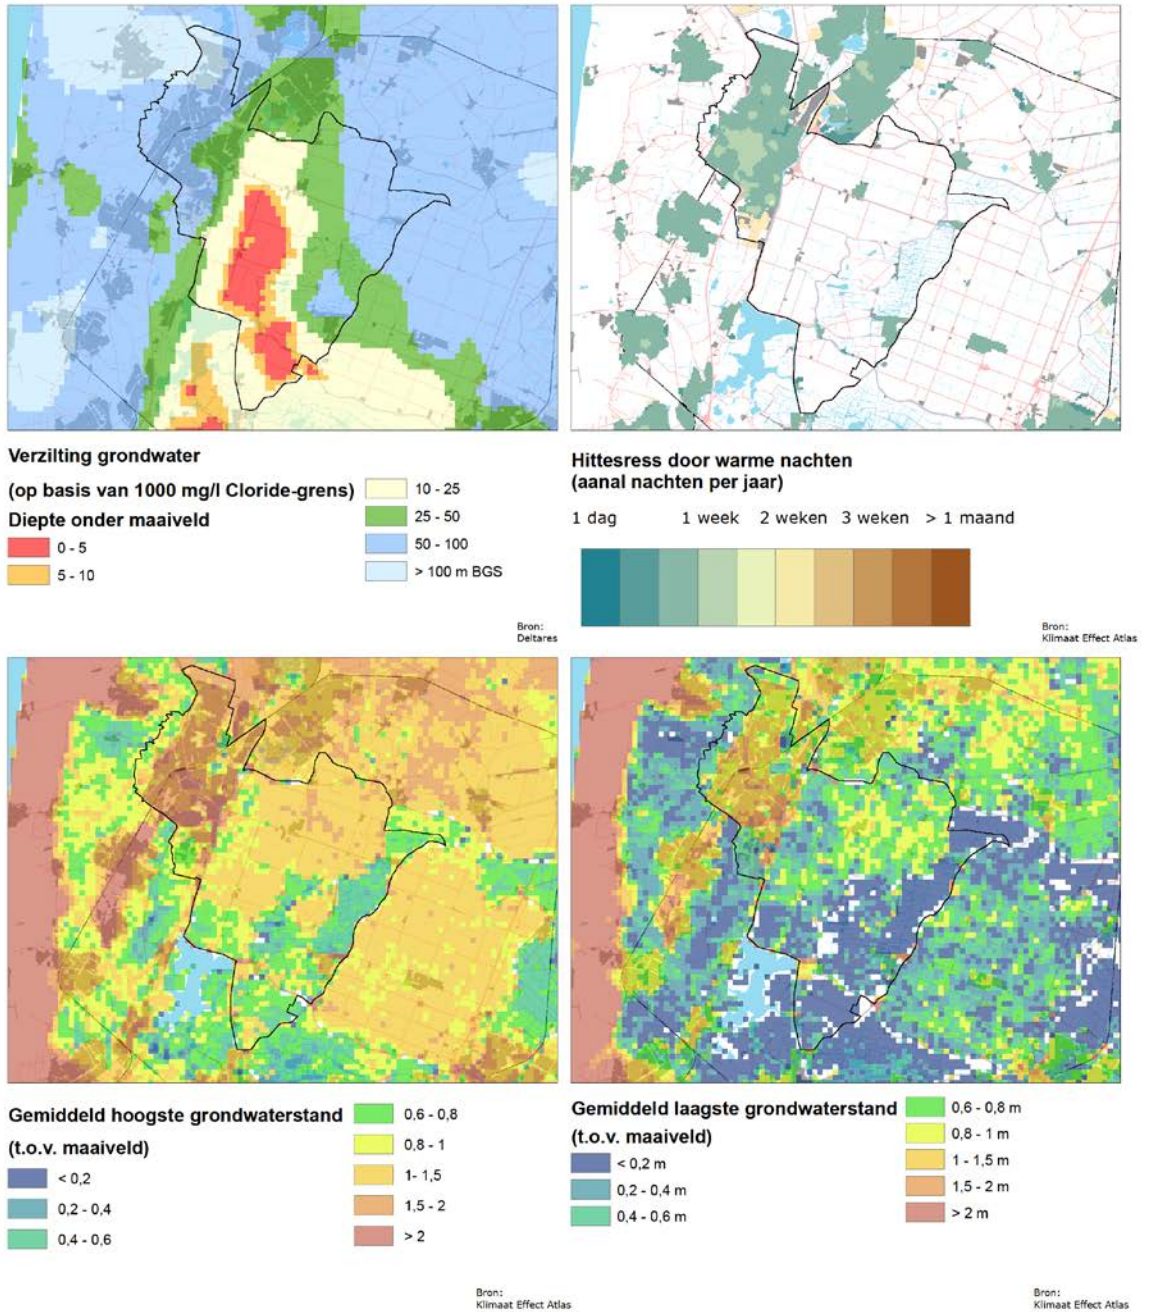 Verzilting grondwater
(op basis van 1000 mg/l Cloride-grens)
Diepte onder maaiveld
0 - 5
5 - 10
10 - 25
25 - 50
50 - 100
> 100 m BGS
Bron:
Deltares
Hittesress door warme nachten
(aanal nachten per jaar)
1 dag 1 week 2 weken 3 weken > 1 maand
Bron:
Klimaat Effect Atlas
Gemiddeld hoogste grondwaterstand
(t.o.v. maaiveld)
< 0,2
0,2 - 0,4
0,4 - 0,6
0,6 - 0,8
0,8 - 1
1- 1,5
1,5 - 2
> 2
Bron:
Klimaat Effect Atlas
Gemiddeld laagste grondwaterstand
(t.o.v. maaiveld)
< 0,2 m
0,2 - 0,4 m
0,4 - 0,6 m
0,6 - 0,8 m
0,8 - 1 m
1 - 1,5 m
1,5 - 2 m
> 2 m
Bron:
Klimaat Effect Atlas